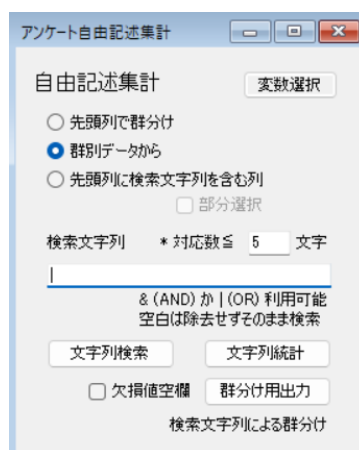 アンケート自由記述集計
自由記述集計
変数選択
先頭列で群分け
群別データから
先頭列に検索文字列を含む列
部分選択
検索文字列 * 対応数≦ 5 文字
& (AND) か | (OR) 利用可能
空白は除去せずそのまま検索
文字列検索 文字列統計
欠損値空欄 群分け用出力
検索文字列による群分け